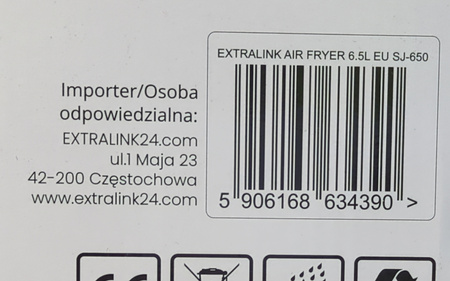 EXTRALINK AIR FRYER 6.5L EU SJ-650
Importer/Osoba
odpowiedzialna:
EXTRALINK24.com
ul.1 Maja 23
42-200 Częstochowa
www.extralink24.com
5 906168 634390 >